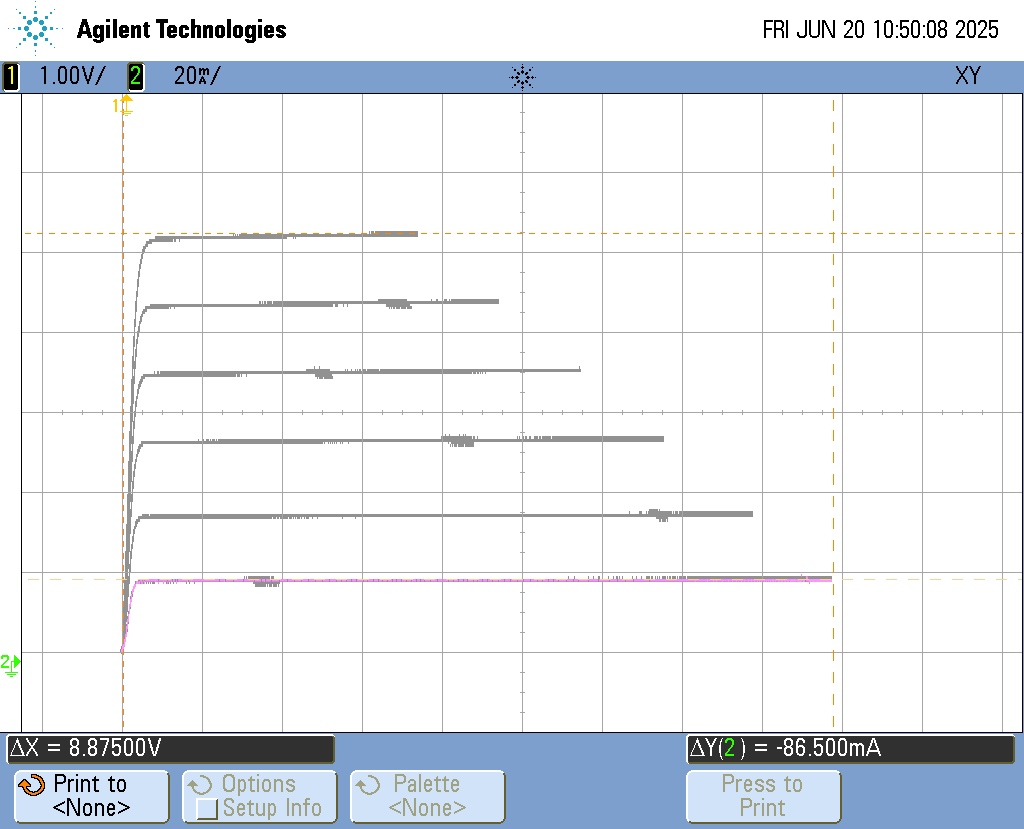 Agilent Technologies
FRI JUN 20 10:50:08 2025
1 1.00V/ 2 20mA/ XY
1
2
ΔX = 8.87500V
ΔY(2) = -86.500mA
Print to
<None>
Options
Setup Info
Palette
<None>
Press to
Print